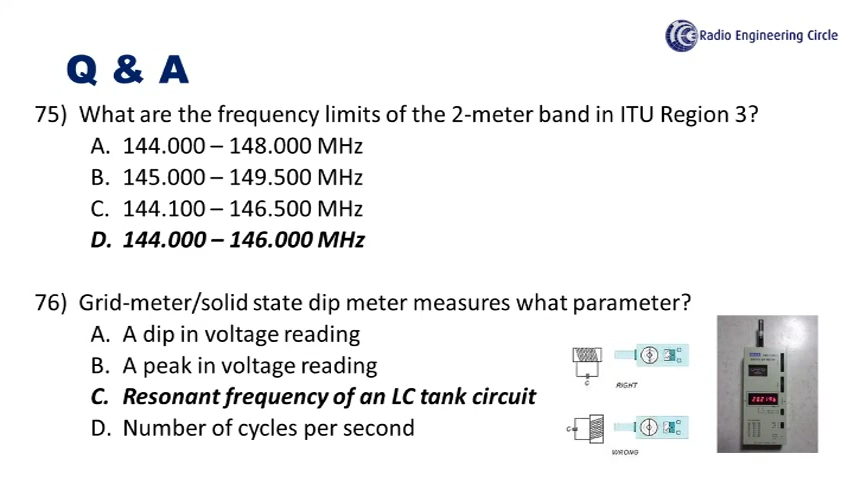 Radio Engineering Circle
Q & A
75) What are the frequency limits of the 2-meter band in ITU Region 3?
A. 144.000 – 148.000 MHz
B. 145.000 – 149.500 MHz
C. 144.100 – 146.500 MHz
D. 144.000 – 146.000 MHz
76) Grid-meter/solid state dip meter measures what parameter?
A. A dip in voltage reading
B. A peak in voltage reading
C. Resonant frequency of an LC tank circuit
D. Number of cycles per second
C
RIGHT
C
WRONG